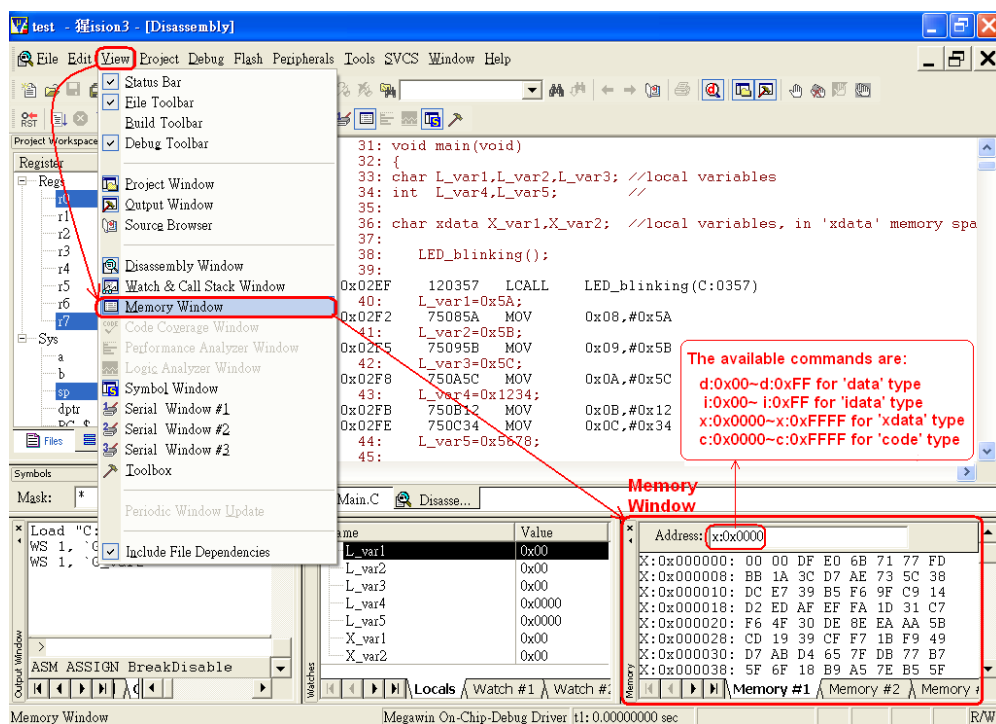 test - 猩ision3 - [Disassembly]
File Edit View Project Debug Flash Peripherals Tools SVCS Window Help
Status Bar
File Toolbar
Build Toolbar
Debug Toolbar
Project Window
Output Window
Source Browser
Disassembly Window
Watch & Call Stack Window
Memory Window
Code Coverage Window
Performance Analyzer Window
Logic Analyzer Window
Symbol Window
Serial Window #1
Serial Window #2
Serial Window #3
Toolbox
Periodic Window Update
Include File Dependencies
RST
Project Workspace
Register
Regs
r0
r1
r2
r3
r4
r5
r6
r7
Sys
a
b
sp
dptr
PC $
Files
Symbols
Mask: *
31: void main(void)
32: {
33: char L_var1,L_var2,L_var3; //local variables
34: int L_var4,L_var5; //
35:
36: char xdata X_var1,X_var2; //local variables, in 'xdata' memory spa
37:
38: LED_blinking();
39:
0x02EF 120357 LCALL LED_blinking(C:0357)
40: L_var1=0x5A;
0x02F2 75085A MOV 0x08,#0x5A
41: L_var2=0x5B;
0x02F5 75095B MOV 0x09,#0x5B
42: L_var3=0x5C;
0x02F8 750A5C MOV 0x0A,#0x5C
43: L_var4=0x1234;
0x02FB 750B12 MOV 0x0B,#0x12
0x02FE 750C34 MOV 0x0C,#0x34
44: L_var5=0x5678;
45:
The available commands are:
d:0x00~d:0xFF for 'data' type
i:0x00~ i:0xFF for 'idata' type
x:0x0000~x:0xFFFF for 'xdata' type
c:0x0000~c:0xFFFF for 'code' type
Main.C Disasse...
Memory
Window
Load "C:
WS 1, `G
WS 1,
>
ASM ASSIGN BreakDisable
Output Window
ame Value
L_var1 0x00
L_var2 0x00
L_var3 0x00
L_var4 0x0000
L_var5 0x0000
X_var1 0x00
X_var2 0x00
Watches
Locals Watch #1 Watch #2
Address: x:0x0000
X:0x000000: 00 00 DF E0 6B 71 77 FD
X:0x000008: BB 1A 3C D7 AE 73 5C 38
X:0x000010: DC E7 39 B5 F6 9F C9 14
X:0x000018: D2 ED AF EF FA 1D 31 C7
X:0x000020: F6 4F 30 DE 8E EA AA 5B
X:0x000028: CD 19 39 CF F7 1B F9 49
X:0x000030: D7 AB D4 65 7F DB 77 B7
X:0x000038: 5F 6F 18 B9 A5 7E B5 5F
Memory
Memory #1 Memory #2 Memory
Memory Window
Megawin On-Chip-Debug Driver t1: 0.00000000 sec
R/W